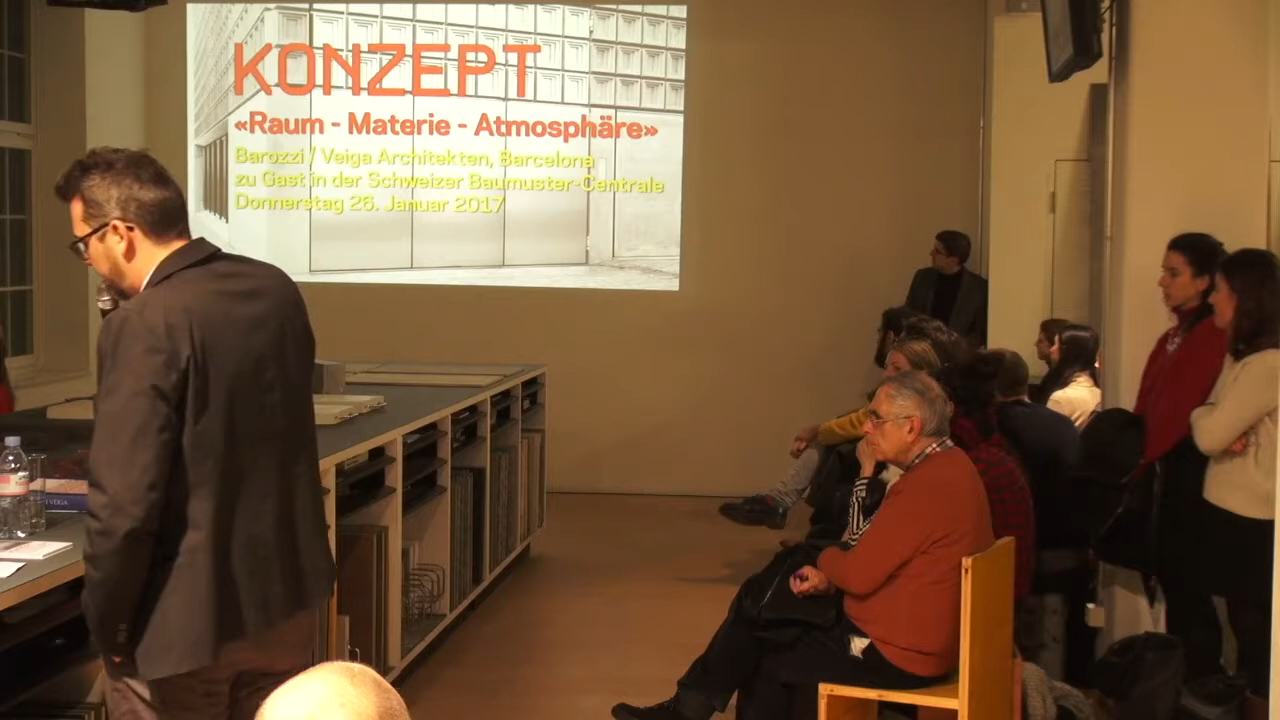 KONZEPT
«Raum - Materie - Atmosphäre»
Barozzi / Veiga Architekten, Barcelona
zu Gast in der Schweizer Baumuster-Centrale
Donnerstag 26. Januar 2017
VEIGA